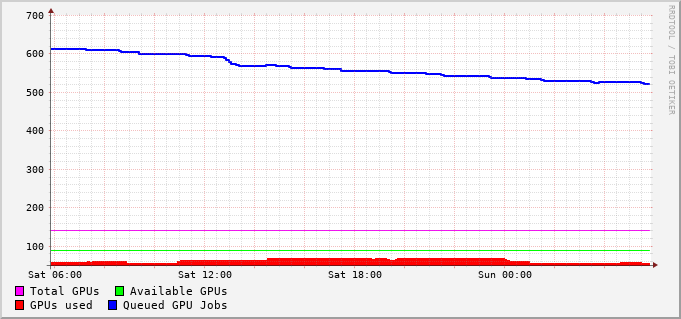 700
600
500
400
300
200
100
Sat 06:00 Sat 12:00 Sat 18:00 Sun 00:00
Total GPUs Available GPUs
GPUs used Queued GPU Jobs
RRDTOOL / TOBI OETIKER